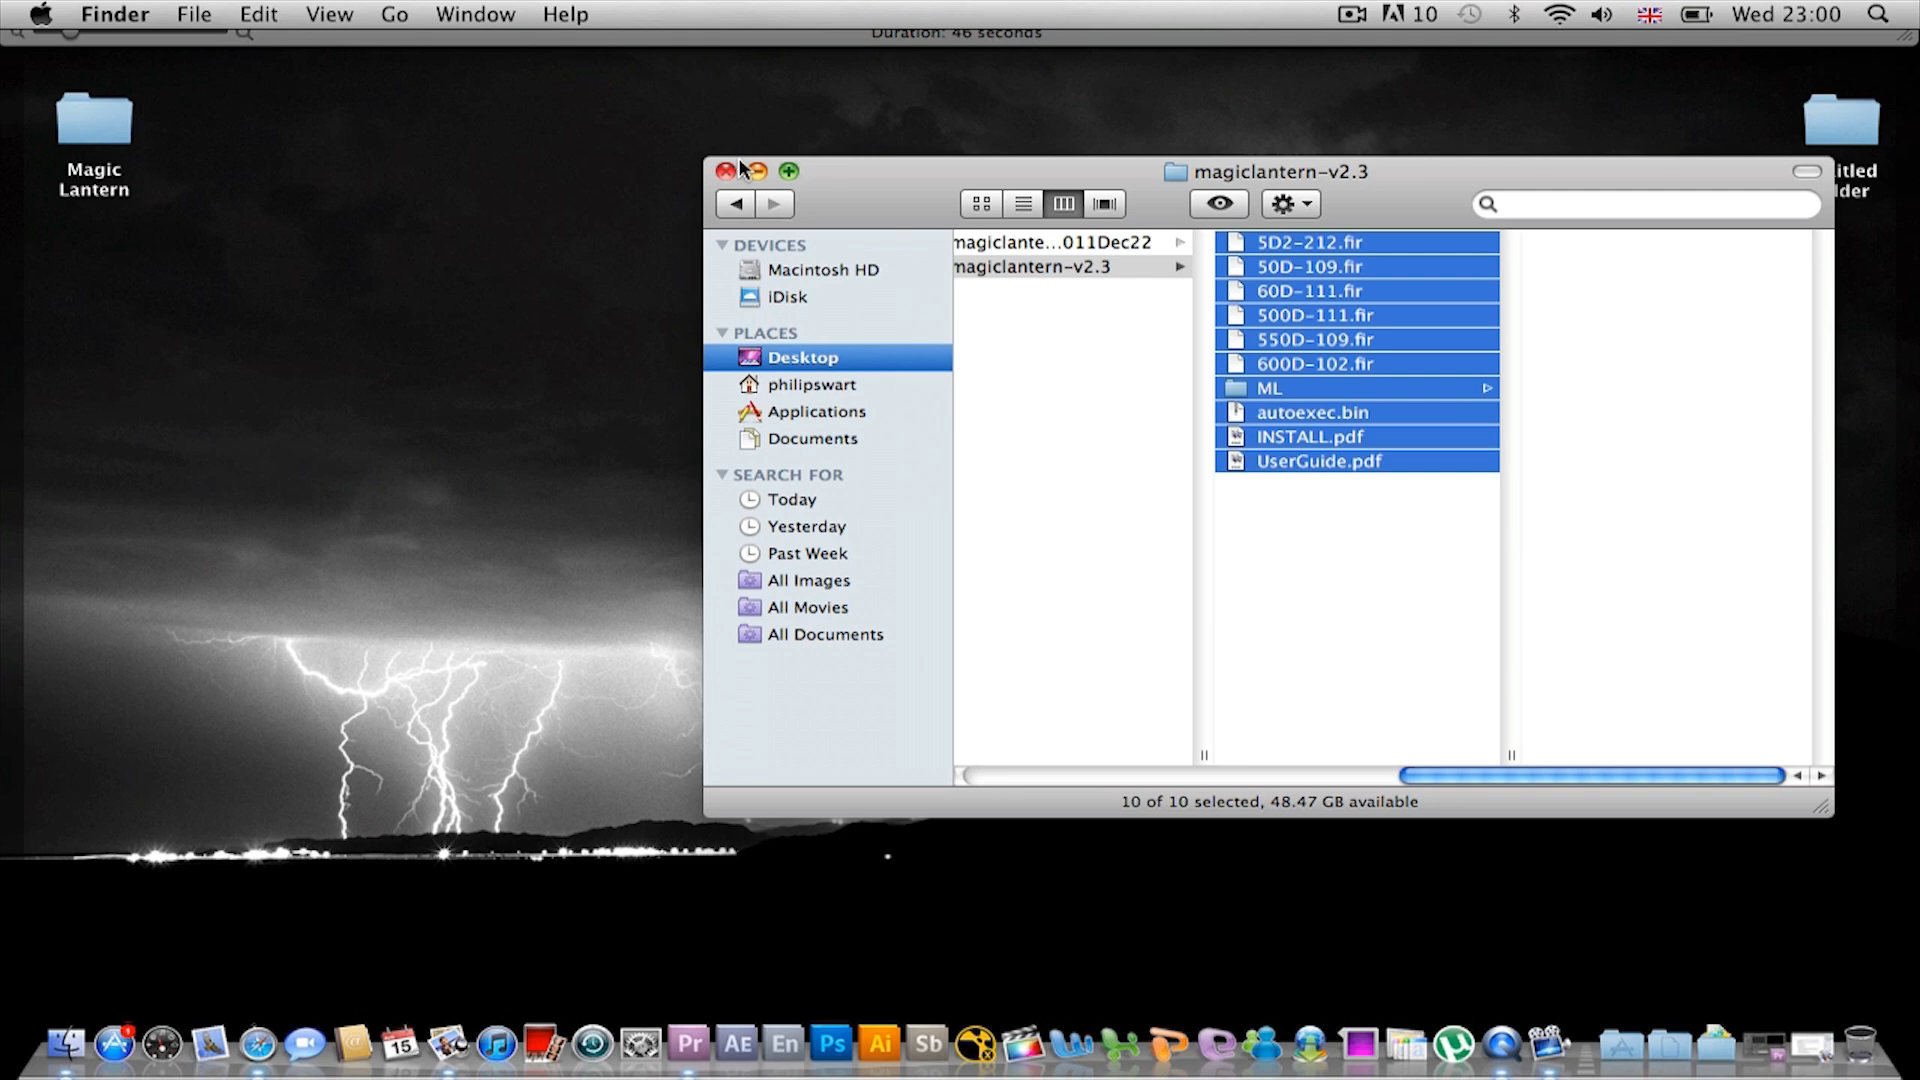 Finder File Edit View Go Window Help 10 Wed 23:00
Duration: 46 seconds
Magic
Lantern
magiclantern-v2.3
itled
lder
DEVICES
Macintosh HD
iDisk
PLACES
Desktop
philipswart
Applications
Documents
SEARCH FOR
Today
Yesterday
Past Week
All Images
All Movies
All Documents
magiclante...011Dec22
magiclantern-v2.3
5D2-212.fir
50D-109.fir
60D-111.fir
500D-111.fir
550D-109.fir
600D-102.fir
ML
autoexec.bin
INSTALL.pdf
UserGuide.pdf
10 of 10 selected, 48.47 GB available
1 15 Pr AE En Ps Ai Sb